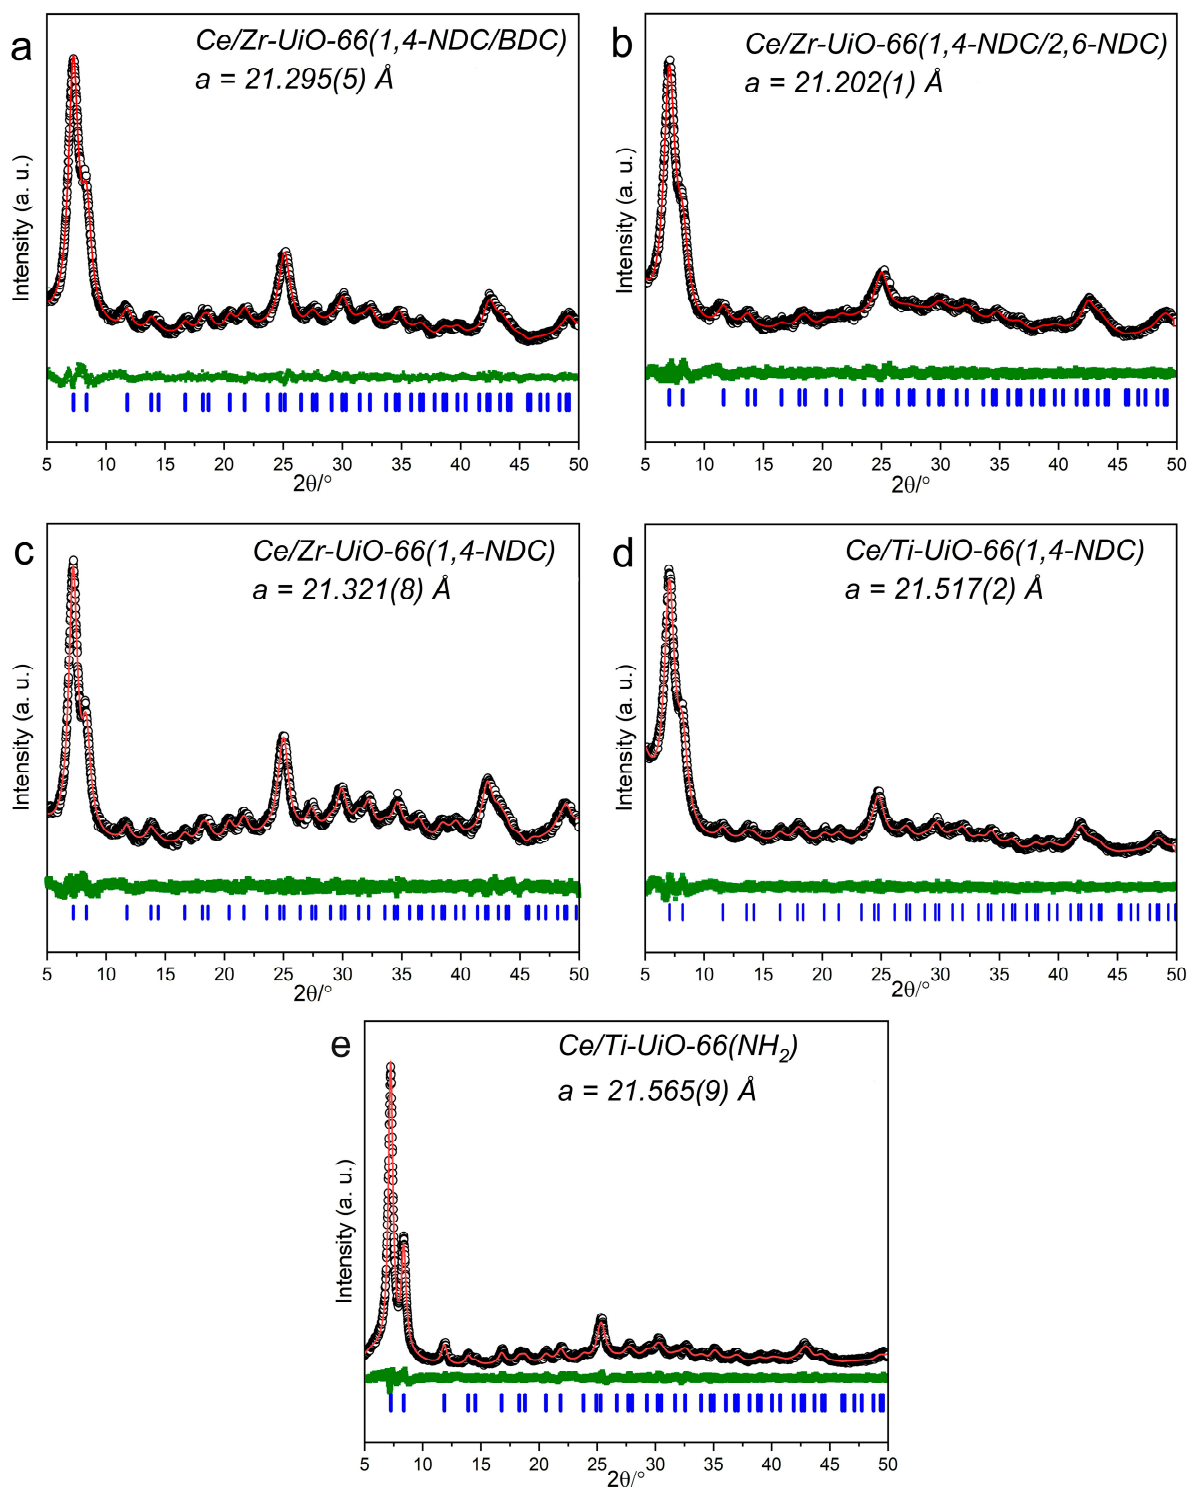 a
Ce/Zr-UiO-66(1,4-NDC/BDC)
a = 21.295(5) Å
Intensity (a. u.)
5 10 15 20 25 30 35 40 45 50
2θ/°
b
Ce/Zr-UiO-66(1,4-NDC/2,6-NDC)
a = 21.202(1) Å
Intensity (a. u.)
5 10 15 20 25 30 35 40 45 50
2θ/°
c
Ce/Zr-UiO-66(1,4-NDC)
a = 21.321(8) Å
Intensity (a. u.)
5 10 15 20 25 30 35 40 45 50
2θ/°
d
Ce/Ti-UiO-66(1,4-NDC)
a = 21.517(2) Å
Intensity (a. u.)
5 10 15 20 25 30 35 40 45 50
2θ/°
e
Ce/Ti-UiO-66(NH₂)
a = 21.565(9) Å
Intensity (a. u.)
5 10 15 20 25 30 35 40 45 50
2θ/°